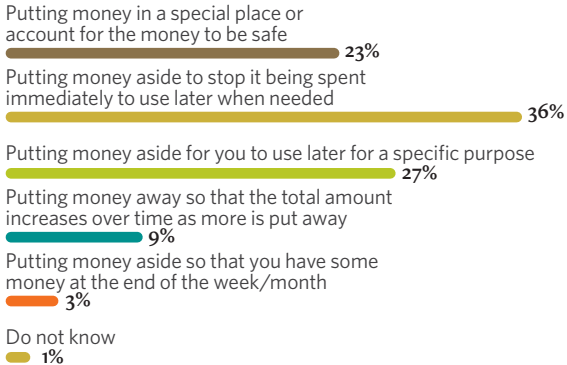 Putting money in a special place or
account for the money to be safe
23%
Putting money aside to stop it being spent
immediately to use later when needed
36%
Putting money aside for you to use later for a specific purpose
27%
Putting money away so that the total amount
increases over time as more is put away
9%
Putting money aside so that you have some
money at the end of the week/month
3%
Do not know
1%